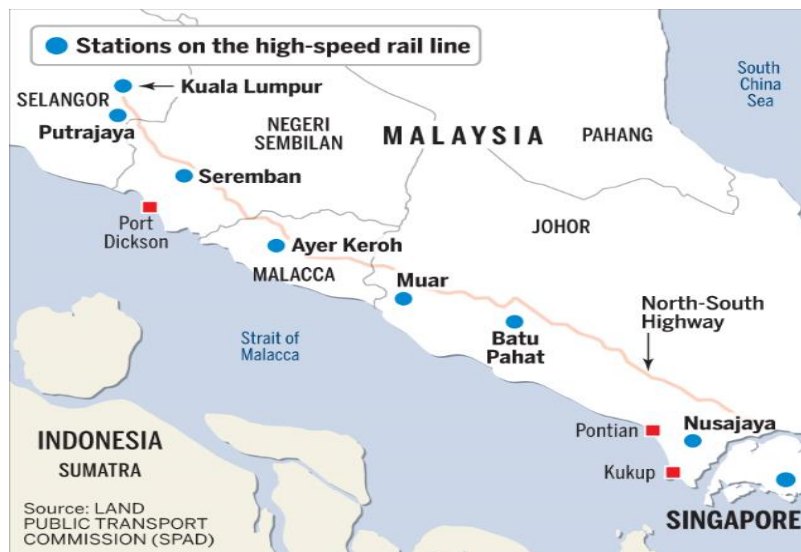 Stations on the high-speed rail line
Kuala Lumpur
SELANGOR
Putrajaya
NEGERI
SEMBILAN
MALAYSIA
PAHANG
South
China
Sea
Seremban
Port
Dickson
Ayer Keroh
MALACCA
JOHOR
Muar
North-South
Highway
Strait of
Malacca
Batu
Pahat
Nusajaya
Pontian
Kukup
INDONESIA
SUMATRA
SINGAPORE
Source: LAND
PUBLIC TRANSPORT
COMMISSION (SPAD)